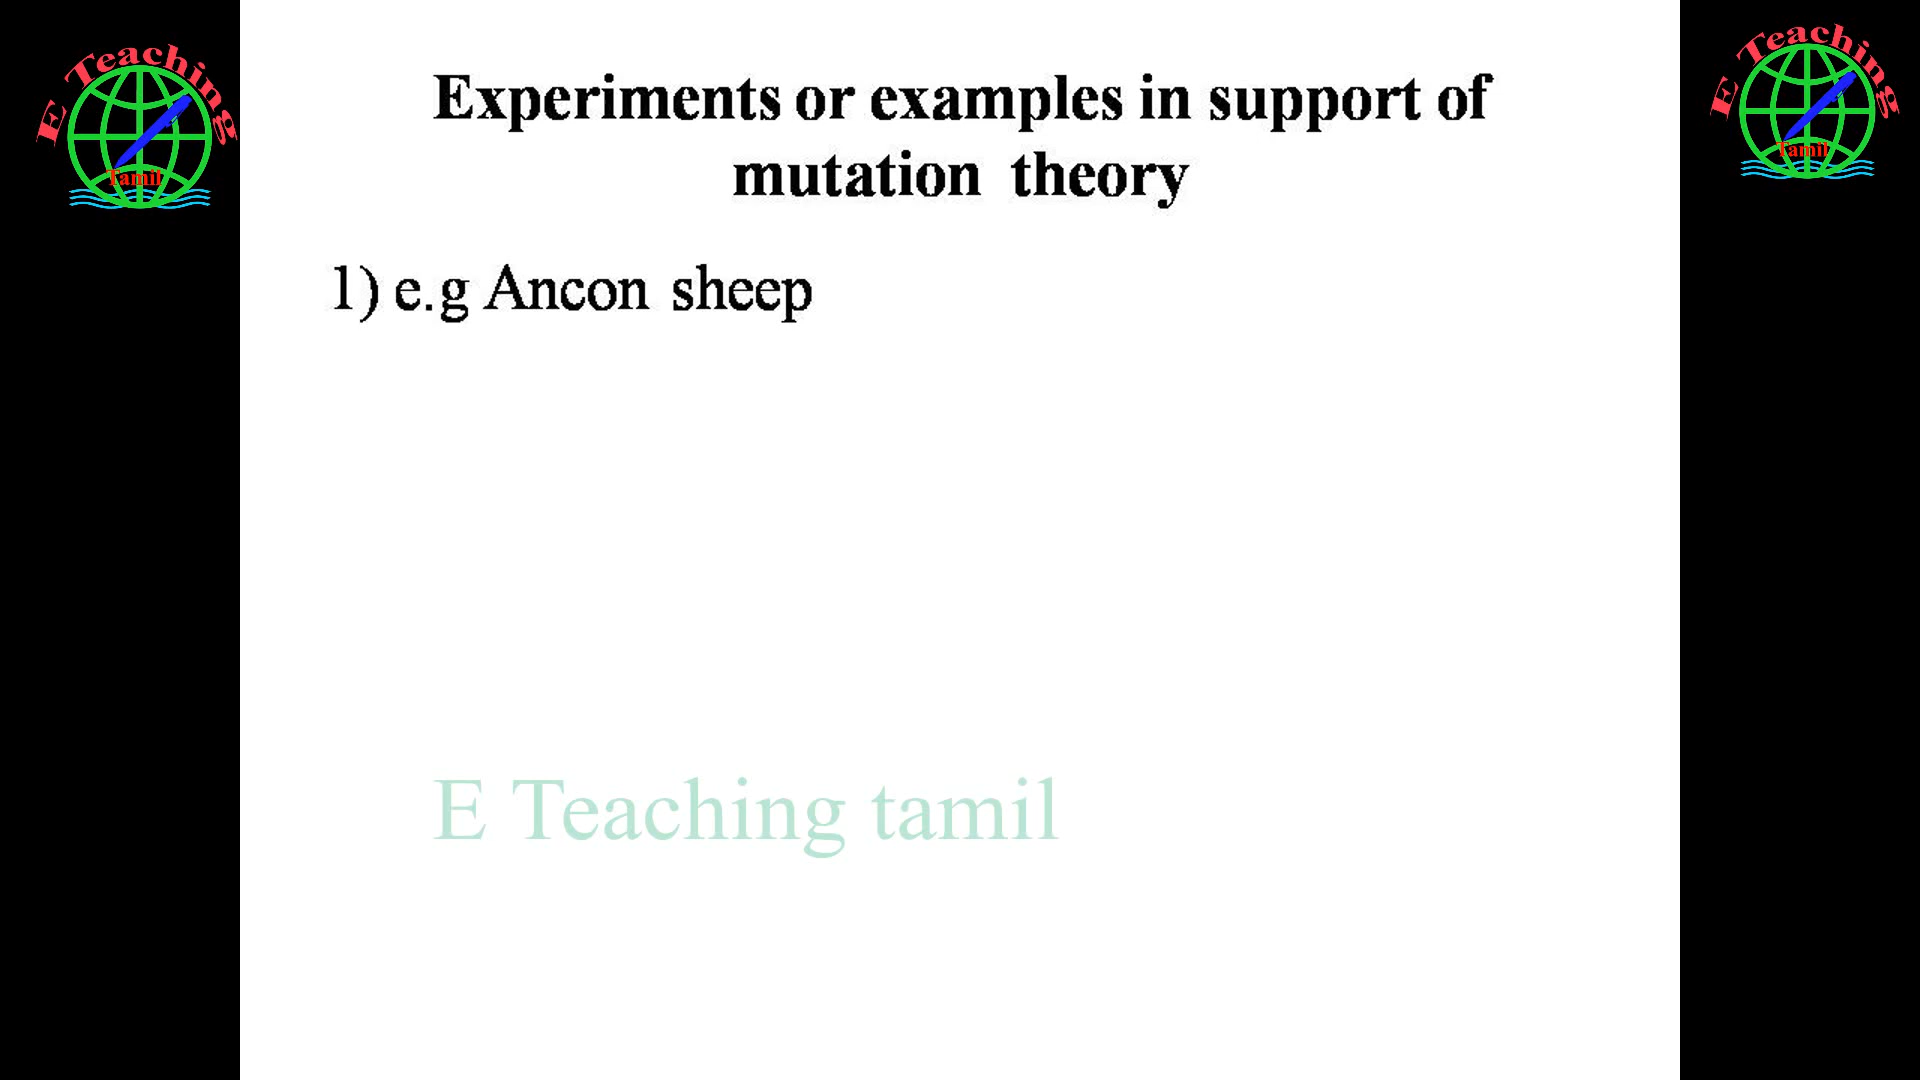 E Teaching
Tamil
E Teaching
Tamil
Experiments or examples in support of
mutation theory
1) e.g Ancon sheep
E Teaching tamil